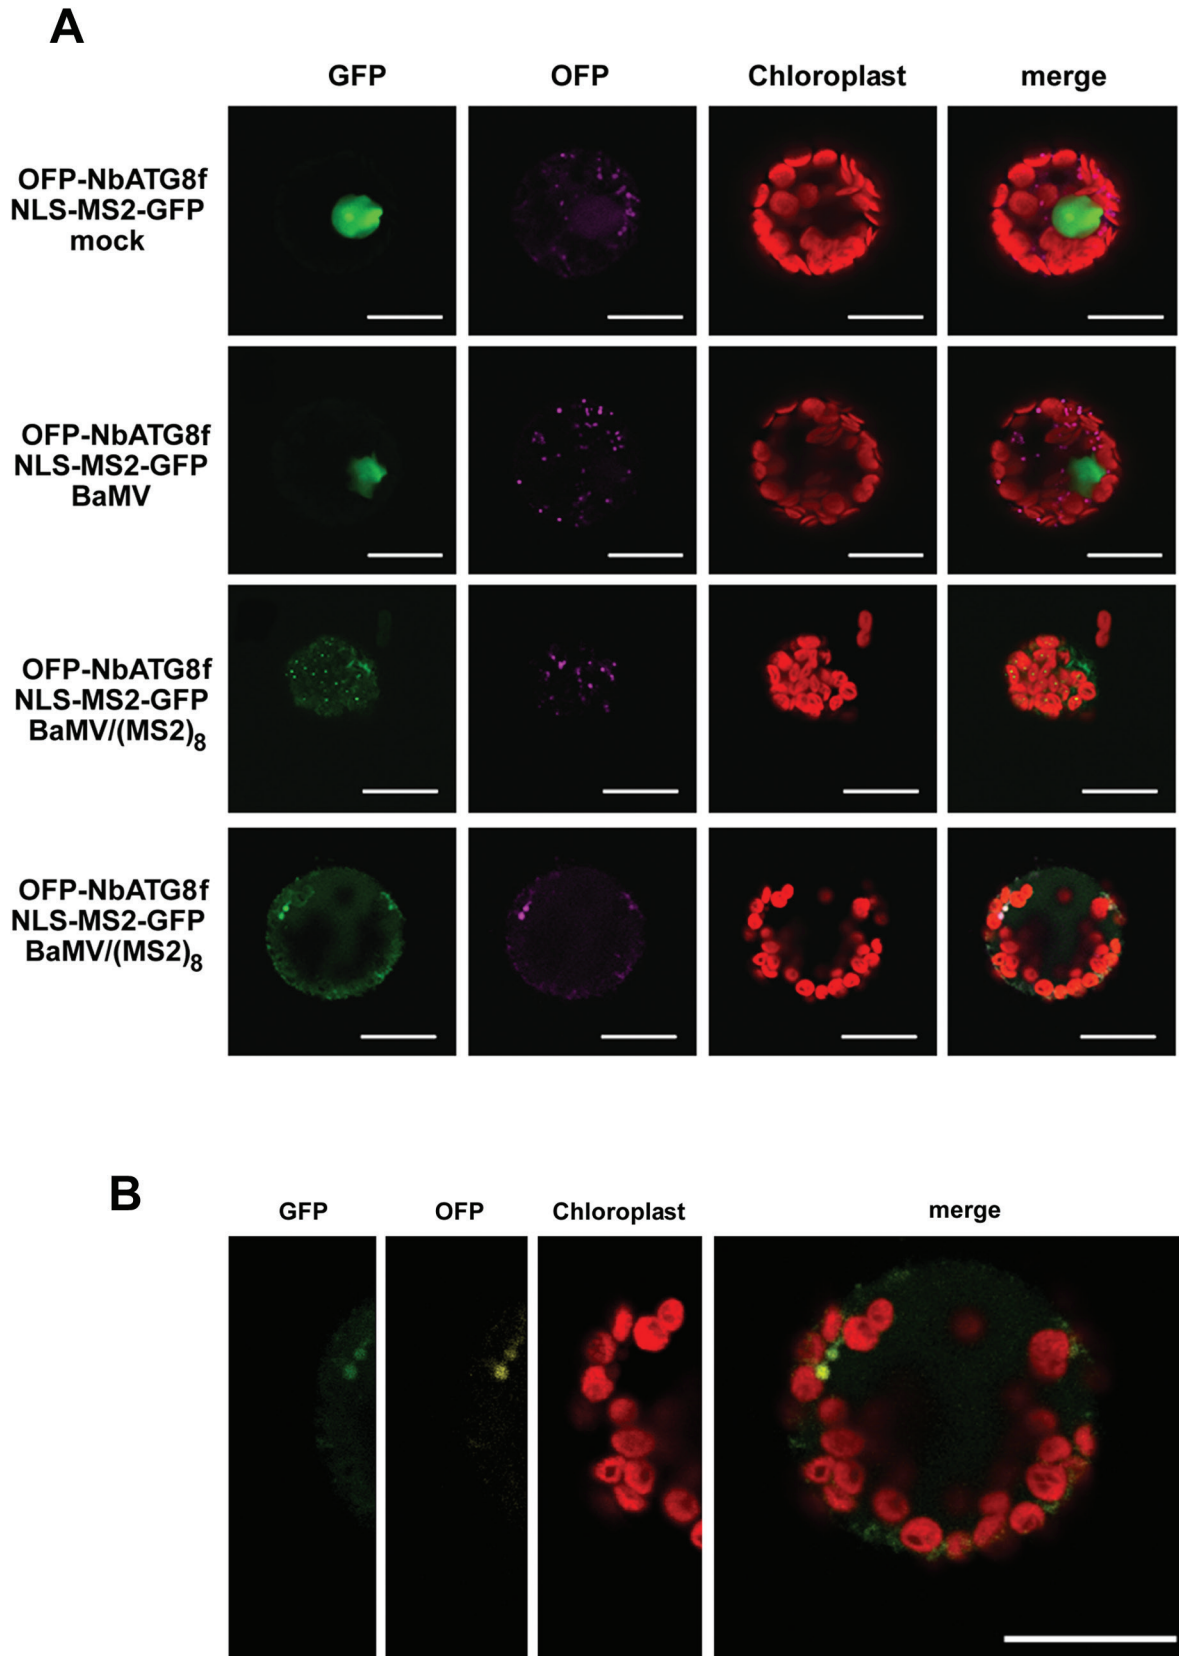 A
GFP OFP Chloroplast merge
OFP-NbATG8f
NLS-MS2-GFP
mock
OFP-NbATG8f
NLS-MS2-GFP
BaMV
OFP-NbATG8f
NLS-MS2-GFP
BaMV/(MS2)8
OFP-NbATG8f
NLS-MS2-GFP
BaMV/(MS2)8
B
GFP OFP Chloroplast merge